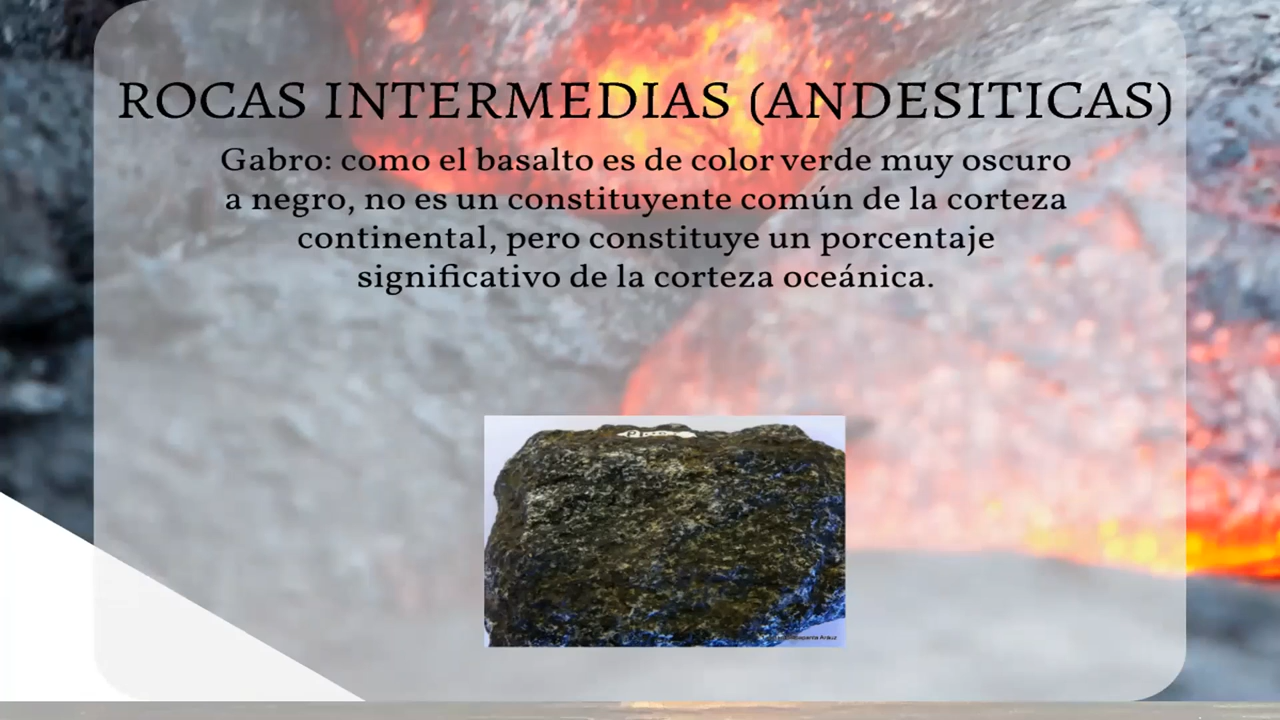 ROCAS INTERMEDIAS (ANDESITICAS)
Gabro: como el basalto es de color verde muy oscuro
a negro, no es un constituyente común de la corteza
continental, pero constituye un porcentaje
significativo de la corteza oceánica.